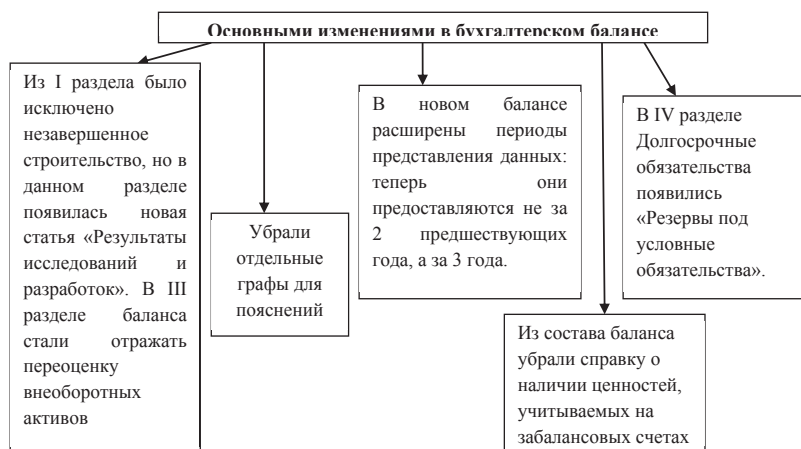 Основными изменениями в бухгалтерском балансе
Из I раздела было
исключено
незавершенное
строительство, но в
данном разделе
появилась новая
статья «Результаты
исследований и
разработок». В III
разделе баланса
стали отражать
переоценку
внеоборотных
активов
Убрали
отдельные
графы для
пояснений
В новом балансе
расширены периоды
представления данных:
теперь они
предоставляются не за
2 предшествующих
года, а за 3 года.
Из состава баланса
убрали справку о
наличии ценностей,
учитываемых на
забалансовых счетах
В IV разделе
Долгосрочные
обязательства
появились
«Резервы под
условные
обязательства».